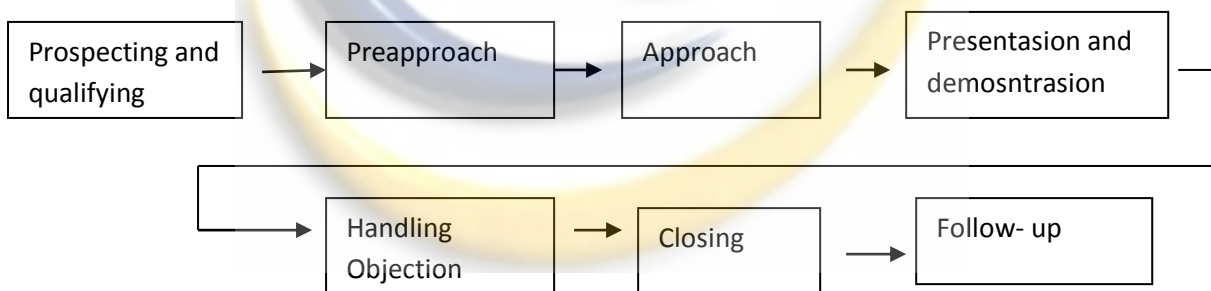 Prospecting and
qualifying
Preapproach
Approach
Presentasion and
demosntrasion
Handling
Objection
Closing
Follow- up